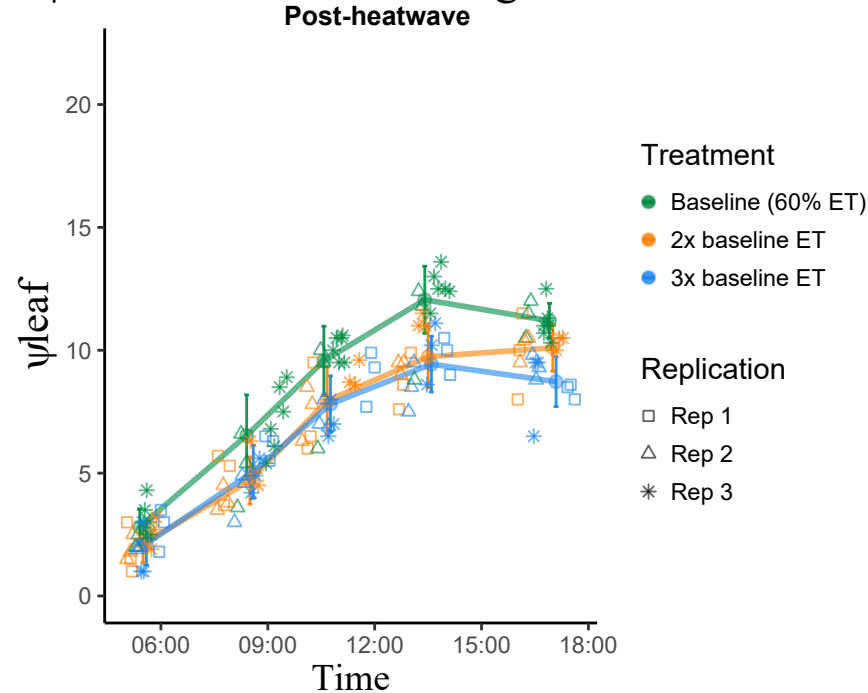 Post-heatwave
20
15
10
5
0
ψleaf
06:00 09:00 12:00 15:00 18:00
Time
Treatment
Baseline (60% ET)
2x baseline ET
3x baseline ET
Replication
Rep 1
Rep 2
Rep 3